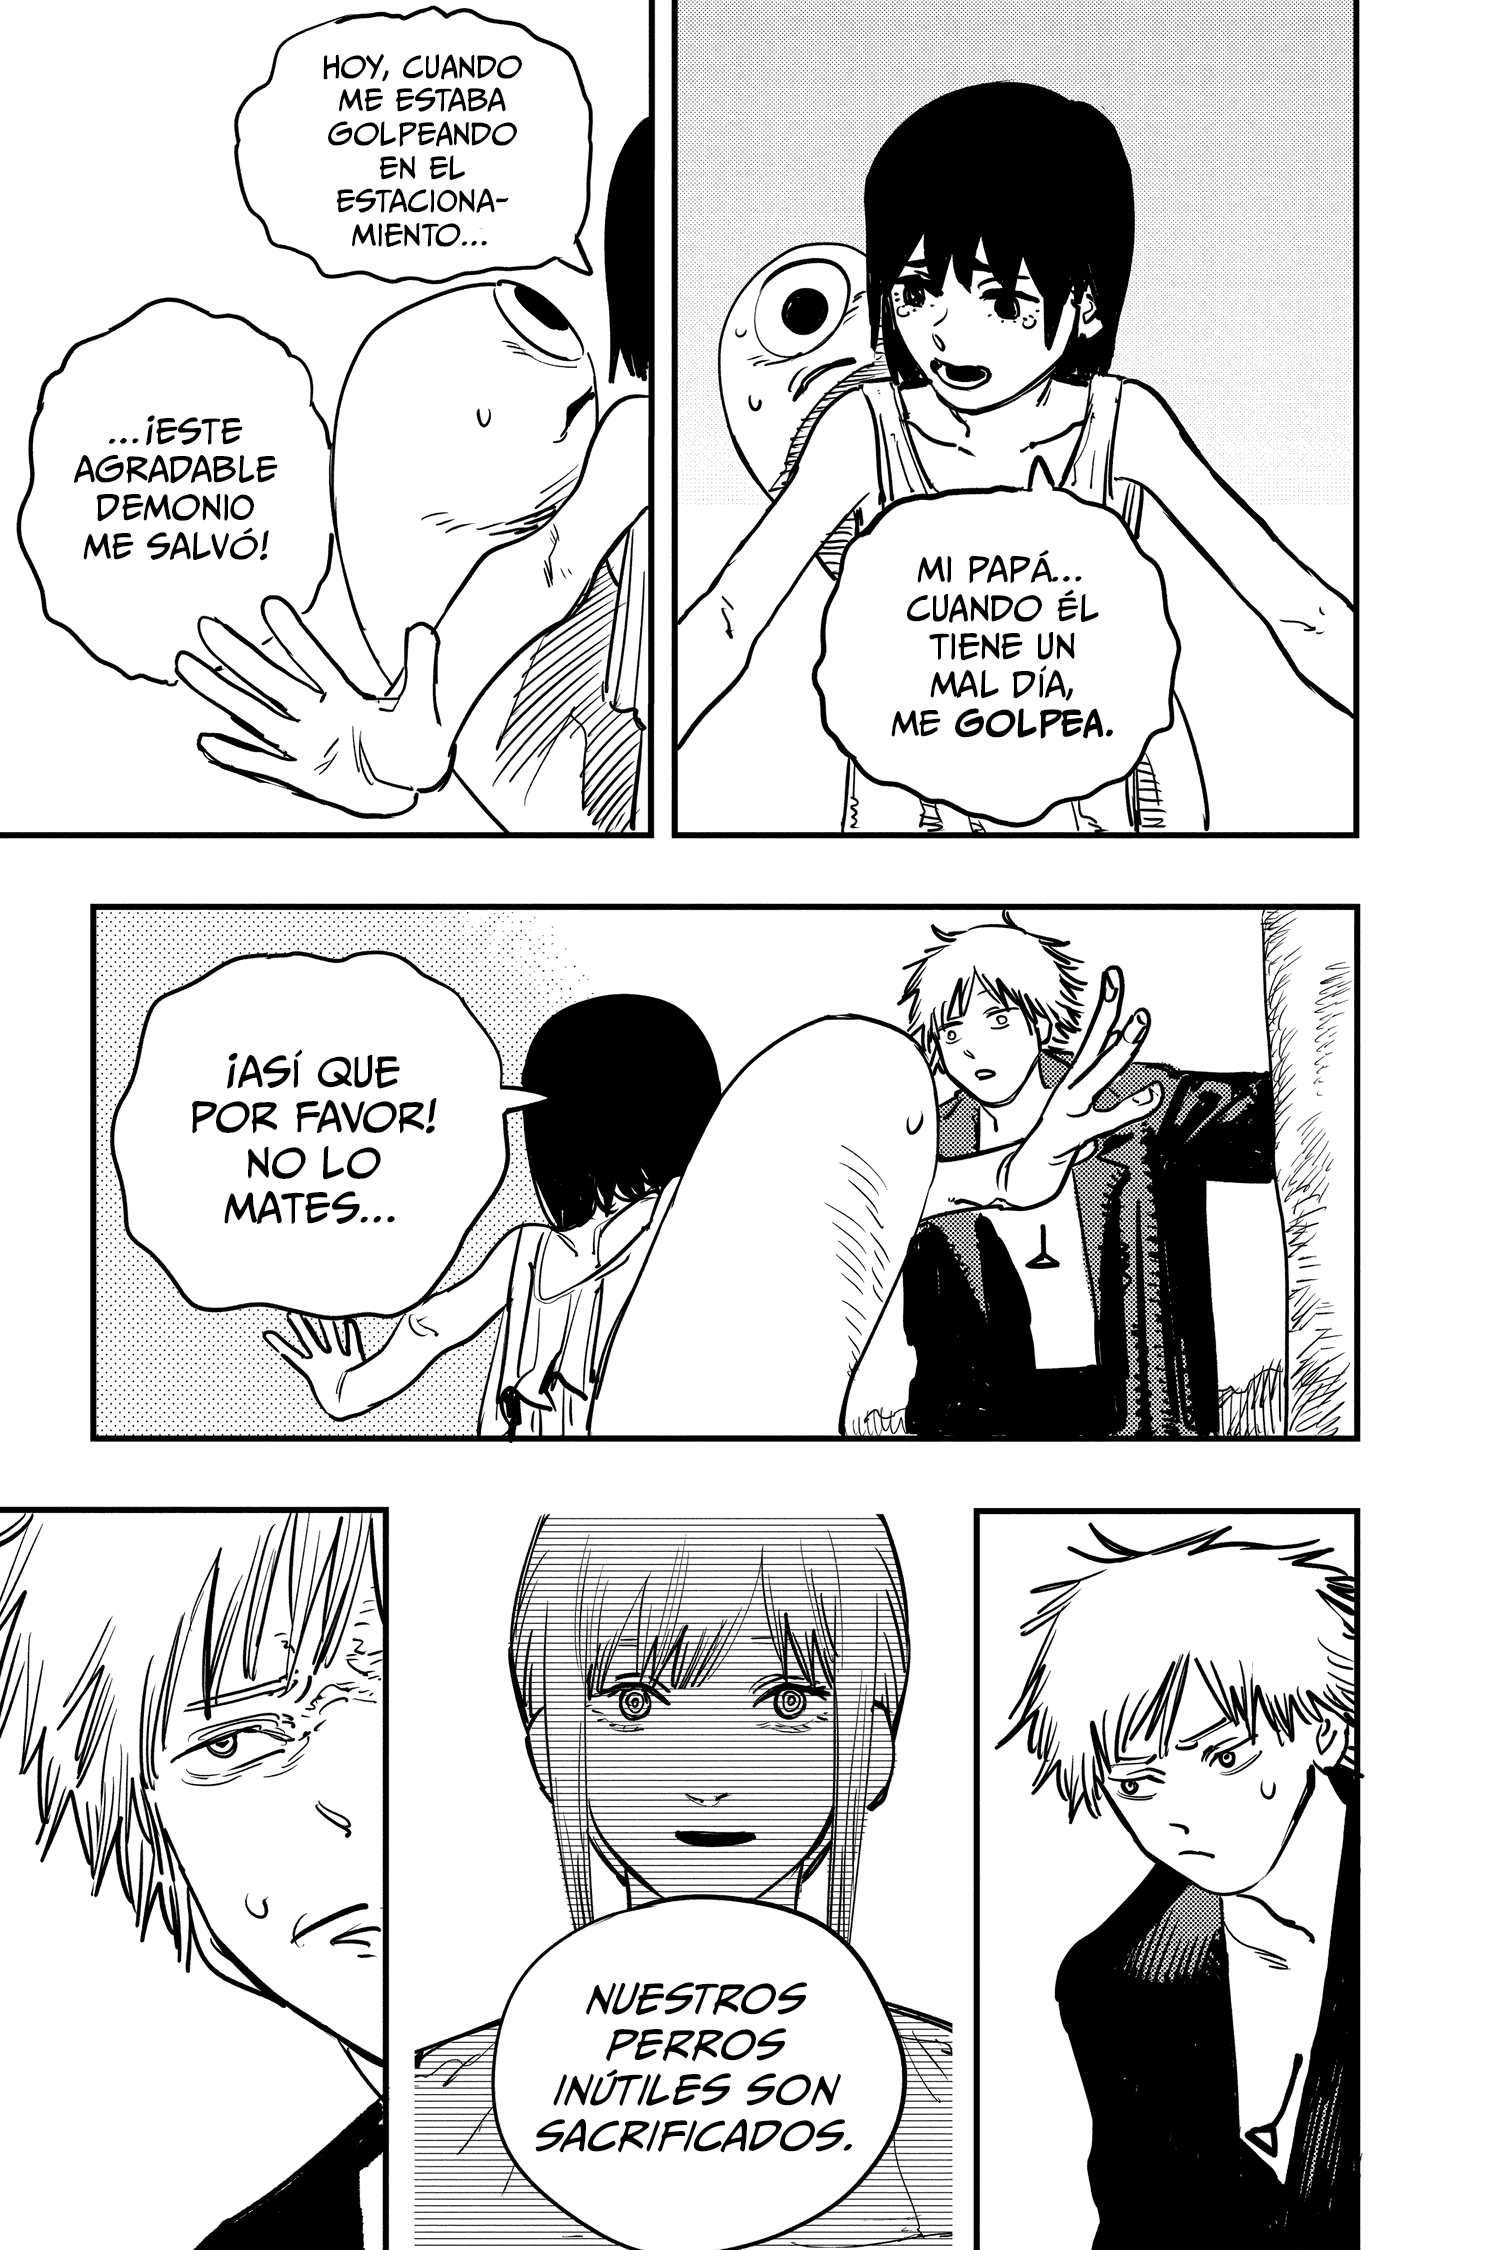 MI PAPÁ...
CUANDO ÉL
TIENE UN
MAL DÍA,
ME GOLPEA.
HOY, CUANDO
ME ESTABA
GOLPEANDO
EN EL
ESTACIONA-
MIENTO...
...¡ESTE
AGRADABLE
DEMONIO
ME SALVÓ!
¡ASÍ QUE
POR FAVOR!
NO LO
MATES...
NUESTROS
PERROS
INÚTILES SON
SACRIFICADOS.